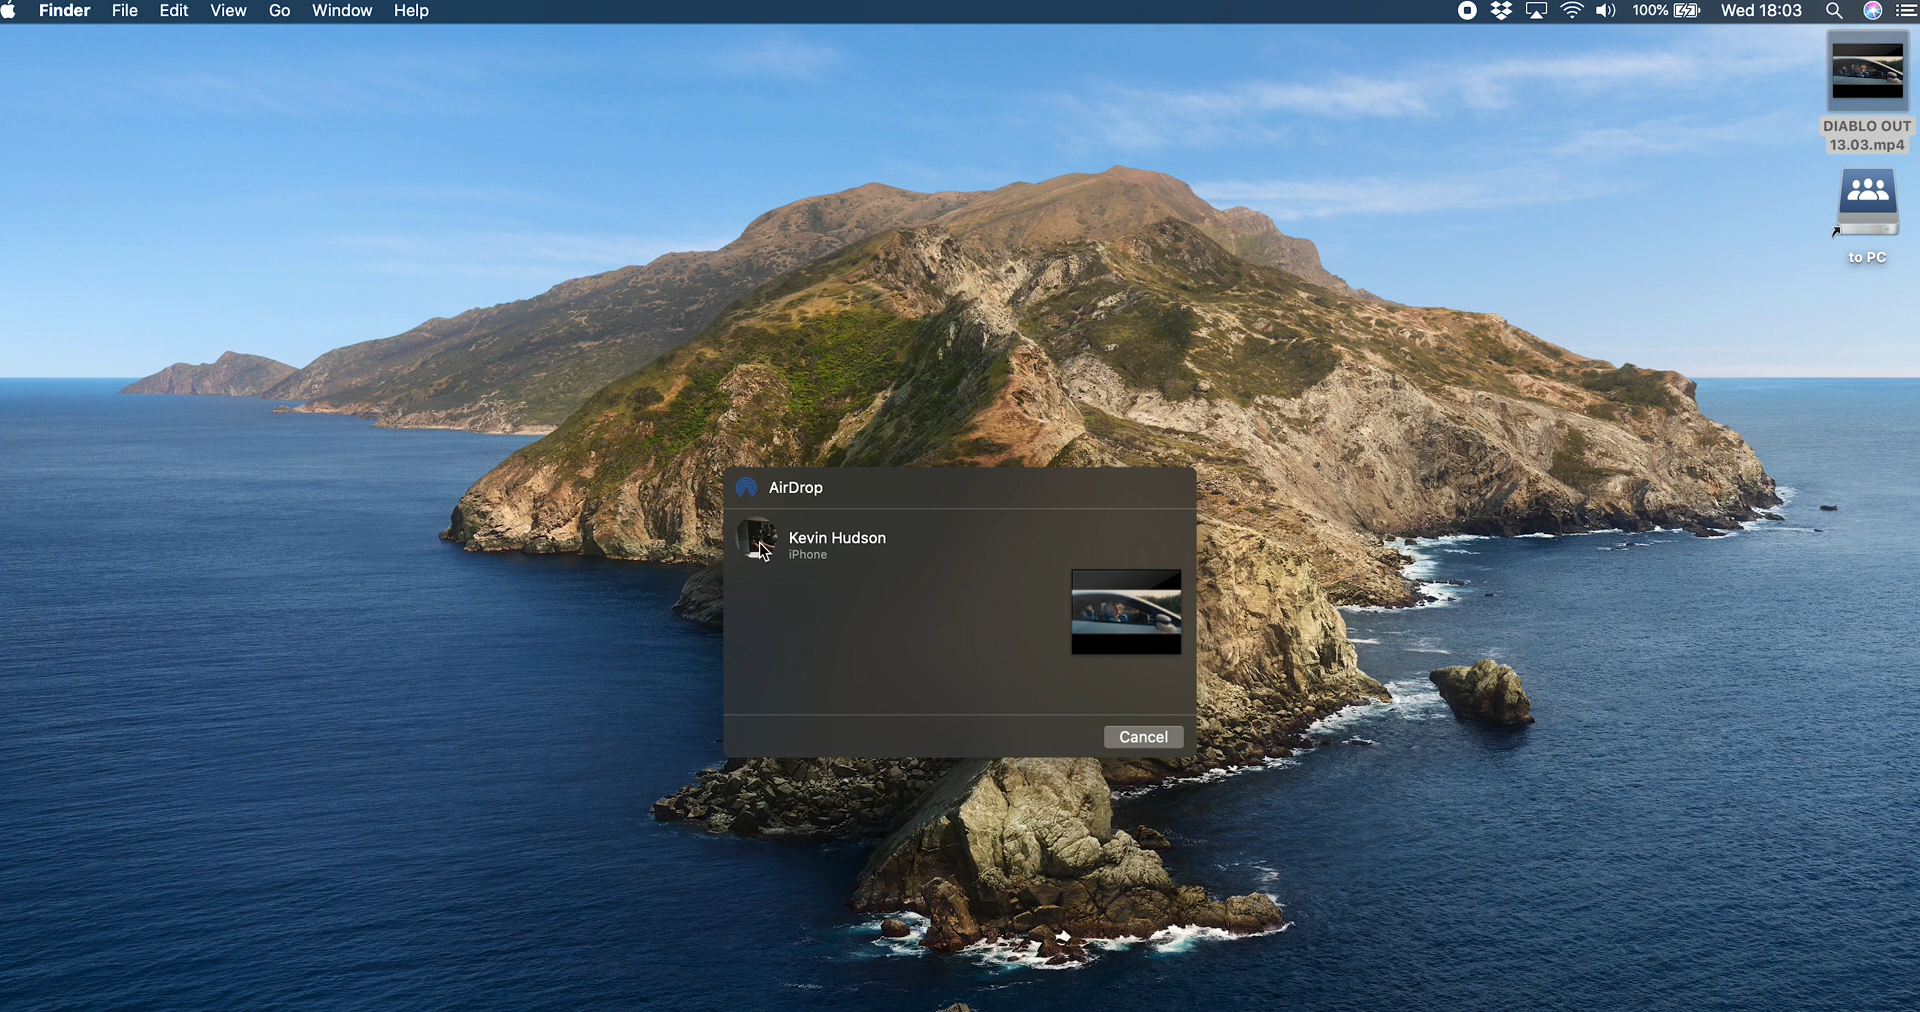 Finder File Edit View Go Window Help 100% Wed 18:03
DIABLO OUT
13.03.mp4
to PC
AirDrop
Kevin Hudson
iPhone
Cancel